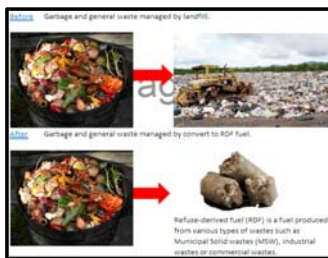 Before Garbage and general waste managed by landfill.
ag
After Garbage and general waste managed by convert to RDF fuel.
Refuse-derived fuel (RDF) is a fuel produced
from various types of wastes such as
Municipal Solid wastes (MSW), industrial
wastes or commercial wastes.